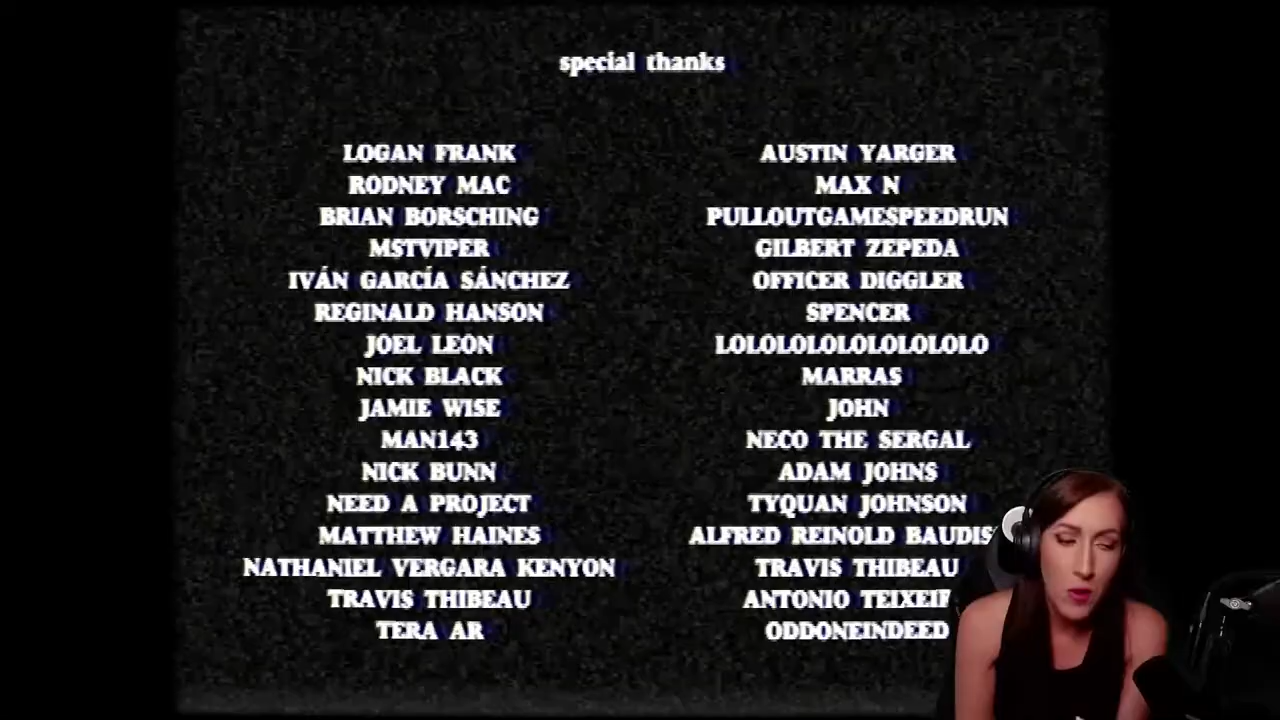 special thanks
LOGAN FRANK
RODNEY MAC
BRIAN BORSCHING
MSTVIPER
IVÁN GARCÍA SÁNCHEZ
REGINALD HANSON
JOEL LEON
NICK BLACK
JAMIE WISE
MAN143
NICK BUNN
NEED A PROJECT
MATTHEW HAINES
NATHANIEL VERGARA KENYON
TRAVIS THIBEAU
TERA AR
AUSTIN YARGER
MAX N
PULLOUTGAMESPEEDRUN
GILBERT ZEPEDA
OFFICER DIGGLER
SPENCER
LOLOLOLOLOLOLOLOLO
MARRAS
JOHN
NECO THE SERGAL
ADAM JOHNS
TYQUAN JOHNSON
ALFRED REINOLD
TRAVIS THIBEAU
ANTONIO
ODDONEINDEED